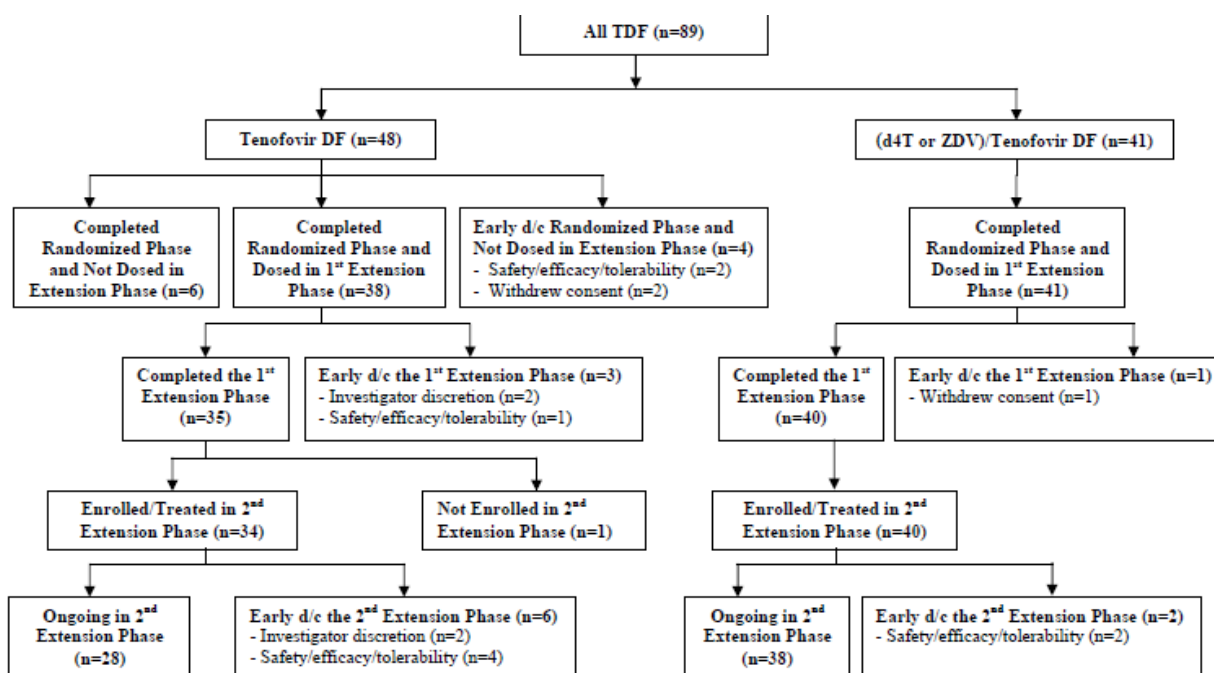 All TDF (n=89)
Tenofovir DF (n=48)
(d4T or ZDV)/Tenofovir DF (n=41)
Completed
Randomized Phase
and Not Dosed in
Extension Phase (n=6)
Completed
Randomized Phase and
Dosed in 1st Extension
Phase (n=38)
Early d/c Randomized Phase and
Not Dosed in Extension Phase (n=4)
- Safety/efficacy/tolerability (n=2)
- Withdrew consent (n=2)
Completed
Randomized Phase and
Dosed in 1st Extension
Phase (n=41)
Completed the 1st
Extension Phase
(n=35)
Early d/c the 1st Extension Phase (n=3)
- Investigator discretion (n=2)
- Safety/efficacy/tolerability (n=1)
Completed the 1st
Extension Phase
(n=40)
Early d/c the 1st Extension Phase (n=1)
- Withdrew consent (n=1)
Enrolled/Treated in 2nd
Extension Phase (n=34)
Not Enrolled in 2nd
Extension Phase (n=1)
Enrolled/Treated in 2nd
Extension Phase (n=40)
Ongoing in 2nd
Extension Phase
(n=28)
Early d/c the 2nd Extension Phase (n=6)
- Investigator discretion (n=2)
- Safety/efficacy/tolerability (n=4)
Ongoing in 2nd
Extension Phase
(n=38)
Early d/c the 2nd Extension Phase (n=2)
- Safety/efficacy/tolerability (n=2)